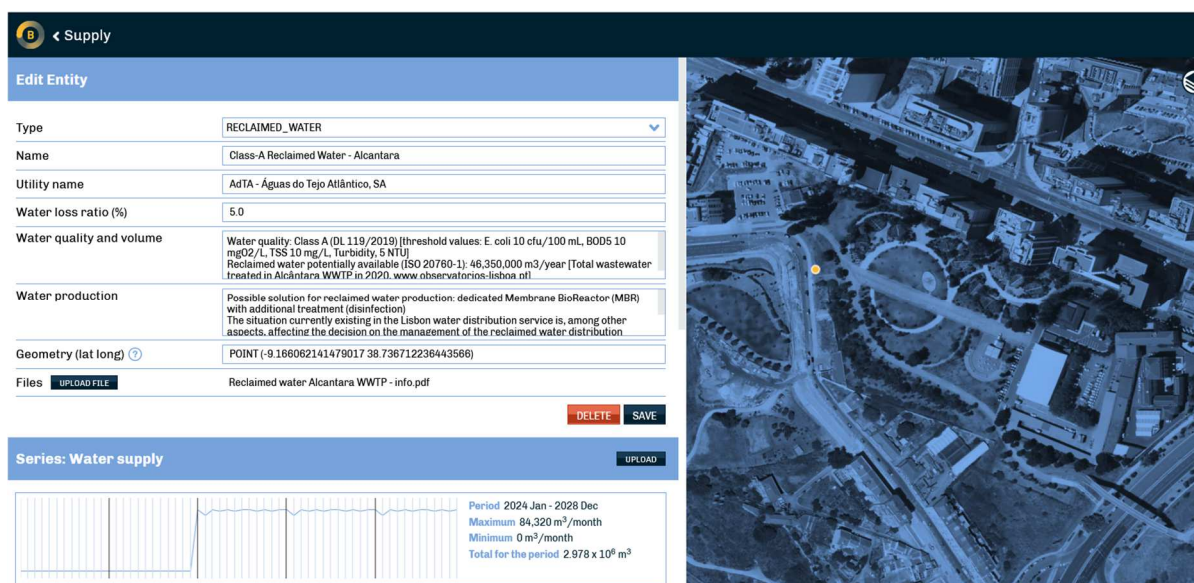 B
Supply
Edit Entity
Type
RECLAIMED_WATER
Name
Class-A Reclaimed Water - Alcantara
Utility name
AdTA - Águas do Tejo Atlântico, SA
Water loss ratio (%)
5.0
Water quality and volume
Water quality: Class A (DL 119/2019) [threshold values: E. coli 10 cfu/100 mL, BOD5 10
mgO2/L, TSS 10 mg/L, Turbidity, 5 NTU]
Reclaimed water potentially available (ISO 20760-1): 46,350,000 m3/year [Total wastewater
treated in Alcântara WWTP in 2020, www.observatorios-lisboa.pt]
Water production
Possible solution for reclaimed water production: dedicated Membrane BioReactor (MBR)
with additional treatment (disinfection)
The situation currently existing in the Lisbon water distribution service is, among other
aspects, affecting the decision on the management of the reclaimed water distribution
Geometry (lat long) ?
POINT (-9.166062141479017 38.736712236443566)
Files
UPLOAD FILE
Reclaimed water Alcantara WWTP - info.pdf
DELETE
SAVE
Series: Water supply
UPLOAD
Period 2024 Jan - 2028 Dec
Maximum 84,320 m³/month
Minimum 0 m³/month
Total for the period 2.978 x 10⁶ m³